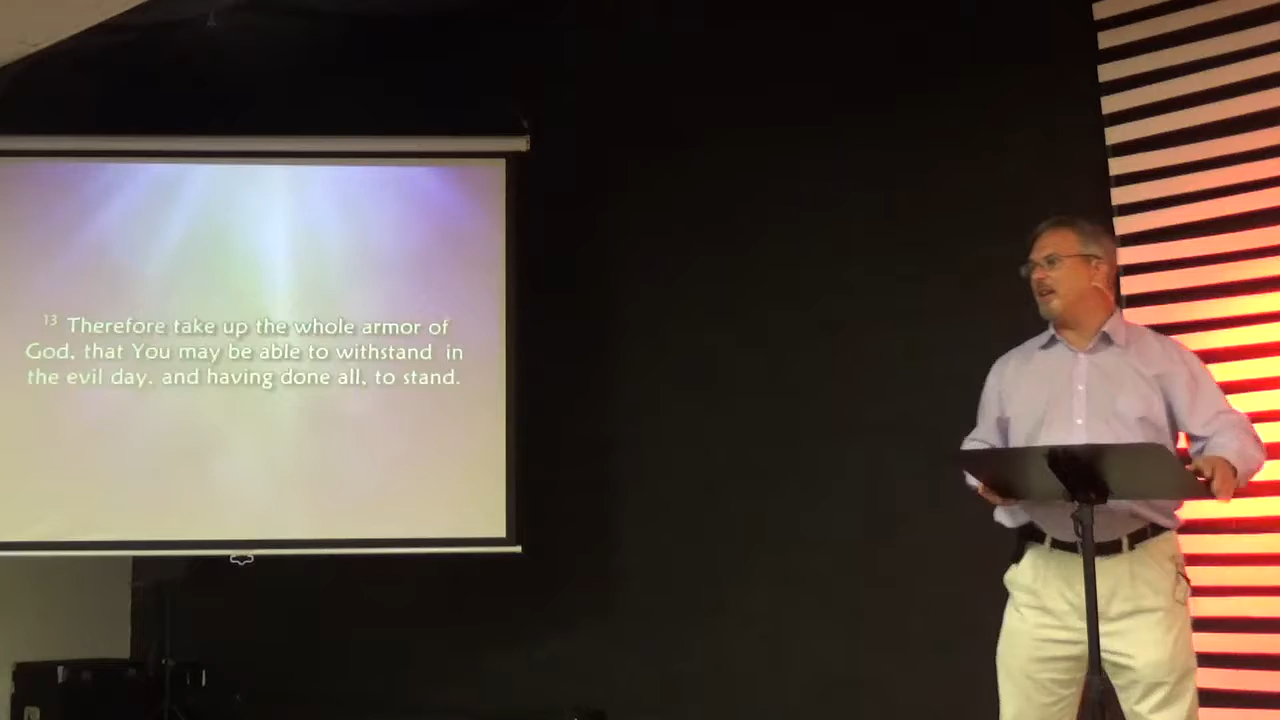 13 Therefore take up the whole armor of
God, that You may be able to withstand in
the evil day. and having done all, to stand.